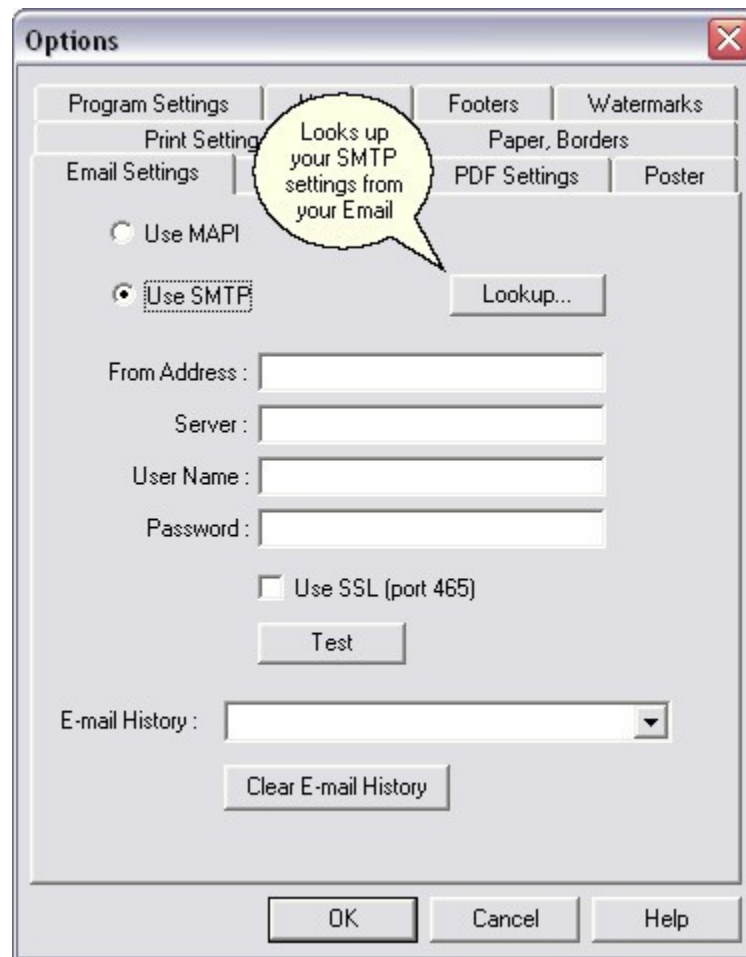 Options
Program Settings
Footers
Watermarks
Print Setting
Paper, Borders
Email Settings
PDF Settings
Poster
Looks up
your SMTP
settings from
your Email
Use MAPI
Use SMTP
Lookup...
From Address :
Server :
User Name :
Password :
Use SSL (port 465)
Test
E-mail History :
Clear E-mail History
OK
Cancel
Help